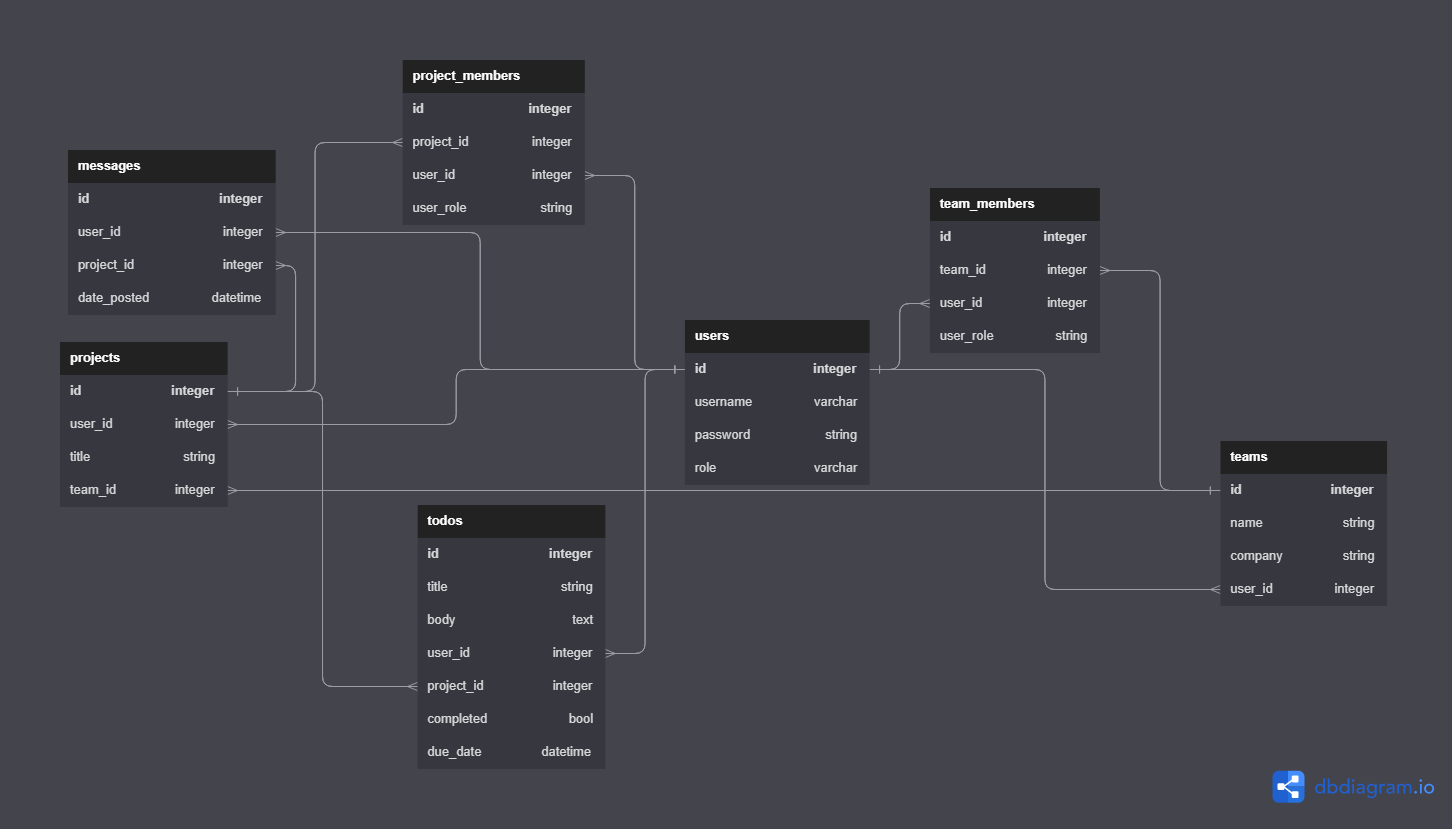 project_members
id integer
project_id integer
user_id integer
user_role string
messages
id integer
user_id integer
project_id integer
date_posted datetime
team_members
id integer
team_id integer
user_id integer
user_role string
users
id integer
username varchar
password string
role varchar
projects
id integer
user_id integer
title string
team_id integer
teams
id integer
name string
company string
user_id integer
todos
id integer
title string
body text
user_id integer
project_id integer
completed bool
due_date datetime
dbdiagram.io